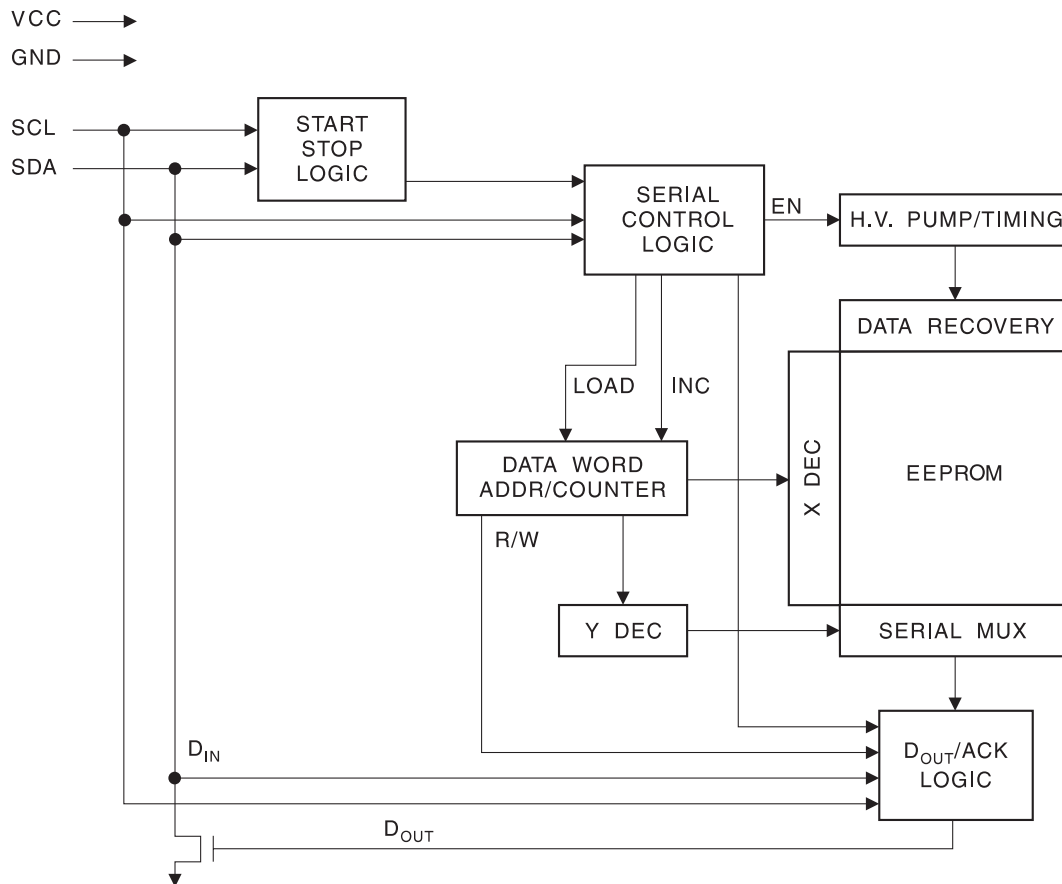 VCC
GND
SCL
SDA
START
STOP
LOGIC
SERIAL
CONTROL
LOGIC
EN
H.V. PUMP/TIMING
DATA RECOVERY
LOAD
INC
DATA WORD
ADDR/COUNTER
X DEC
EEPROM
R/W
Y DEC
SERIAL MUX
DIN
DOUT/ACK
LOGIC
DOUT